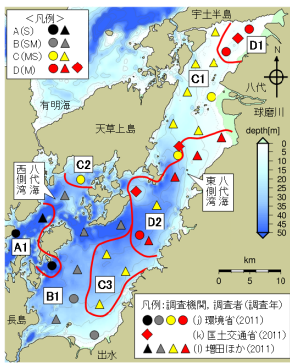 <凡例>
A(S)
B(SM)
C(MS)
D(M)
宇土半島
D1
C1
八代
球磨川
有明海
天草上島
depth[m]
0
5
10
15
20
25
30
35
40
45
50
C2
八代海
西側湾
八代海
東側湾
A1
D2
B1
C3
長島
出水
km
0
5
10
凡例:調査機関, 調査者(調査年)
(j) 環境省(2011)
(k) 国土交通省(2011)
(l) 増田ほか(2011)